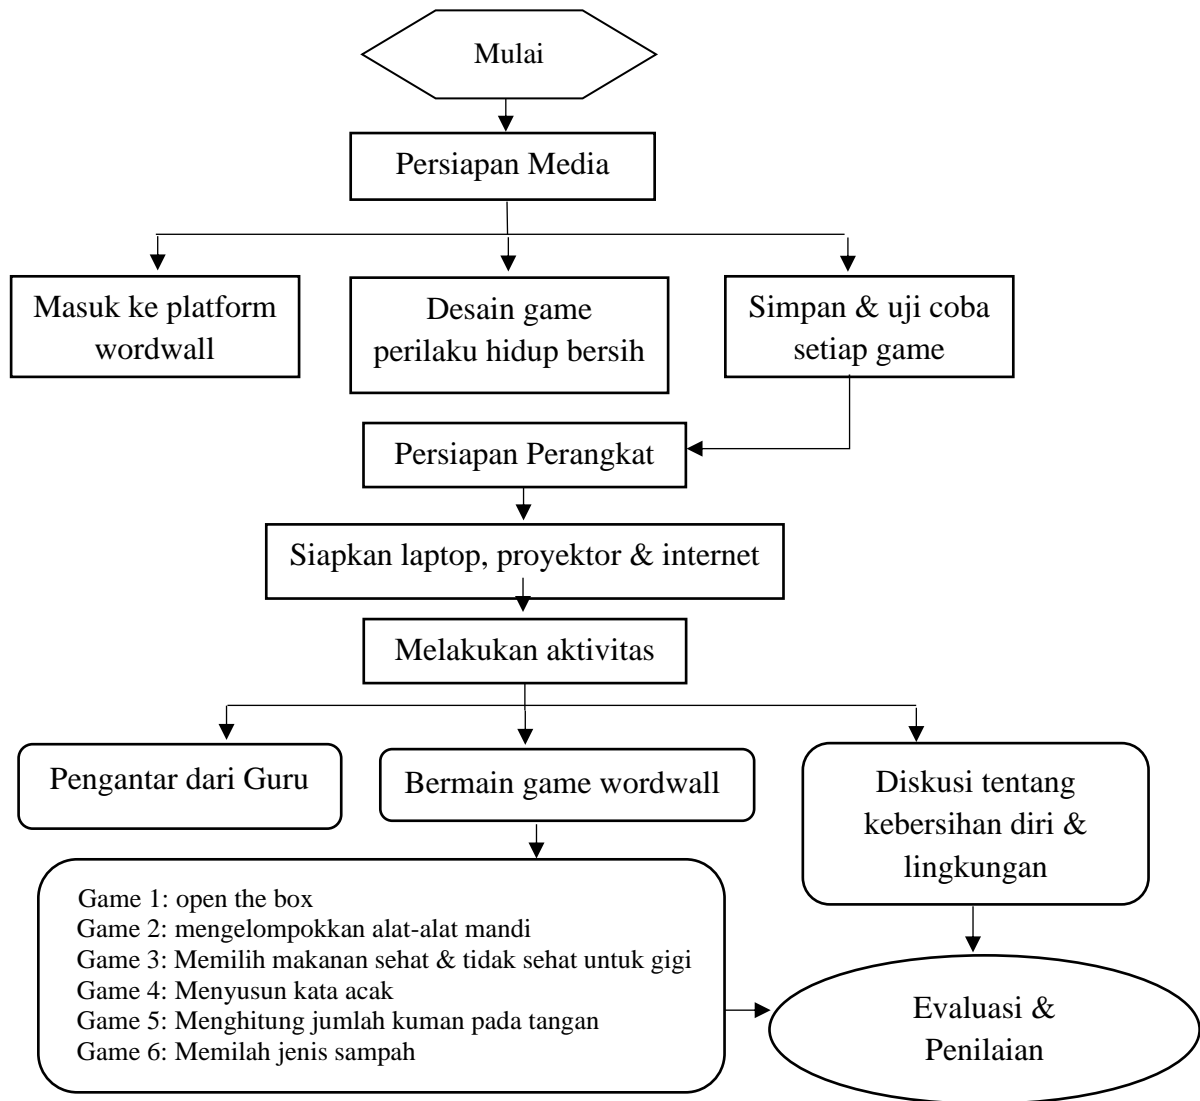 Mulai
Persiapan Media
Masuk ke platform
wordwall
Desain game
perilaku hidup bersih
Simpan & uji coba
setiap game
Persiapan Perangkat
Siapkan laptop, proyektor & internet
Melakukan aktivitas
Pengantar dari Guru
Bermain game wordwall
Diskusi tentang
kebersihan diri &
lingkungan
Game 1: open the box
Game 2: mengelompokkan alat-alat mandi
Game 3: Memilih makanan sehat & tidak sehat untuk gigi
Game 4: Menyusun kata acak
Game 5: Menghitung jumlah kuman pada tangan
Game 6: Memilah jenis sampah
Evaluasi &
Penilaian